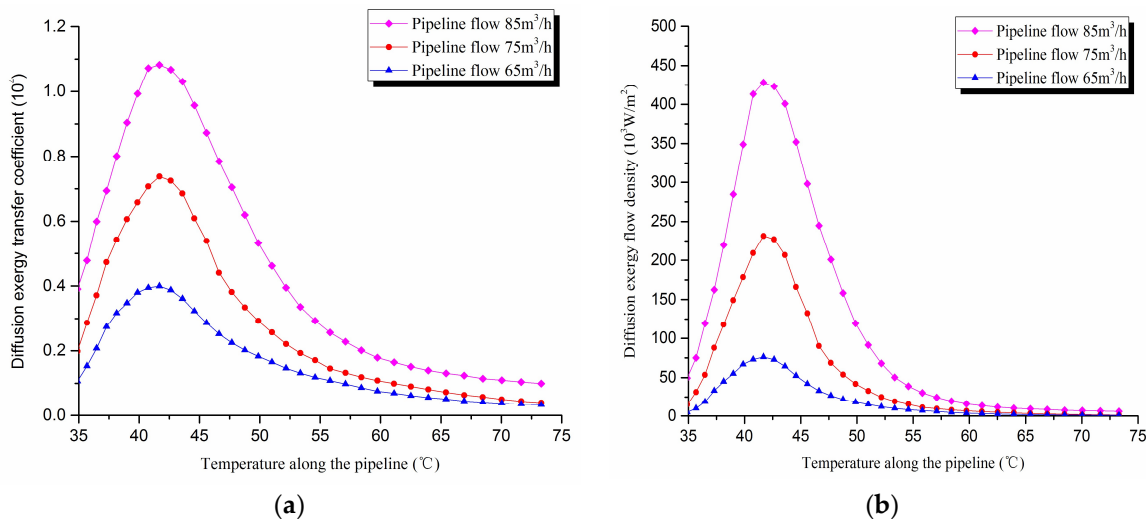 Diffusion exergy transfer coefficient (10²)
1.2
1.0
0.8
0.6
0.4
0.2
0.0
Pipeline flow 85m³/h
Pipeline flow 75m³/h
Pipeline flow 65m³/h
35 40 45 50 55 60 65 70 75
Temperature along the pipeline (℃)
(a)
Diffusion exergy flow density (10³W/m²)
500
450
400
350
300
250
200
150
100
50
0
Pipeline flow 85m³/h
Pipeline flow 75m³/h
Pipeline flow 65m³/h
35 40 45 50 55 60 65 70 75
Temperature along the pipeline (℃)
(b)